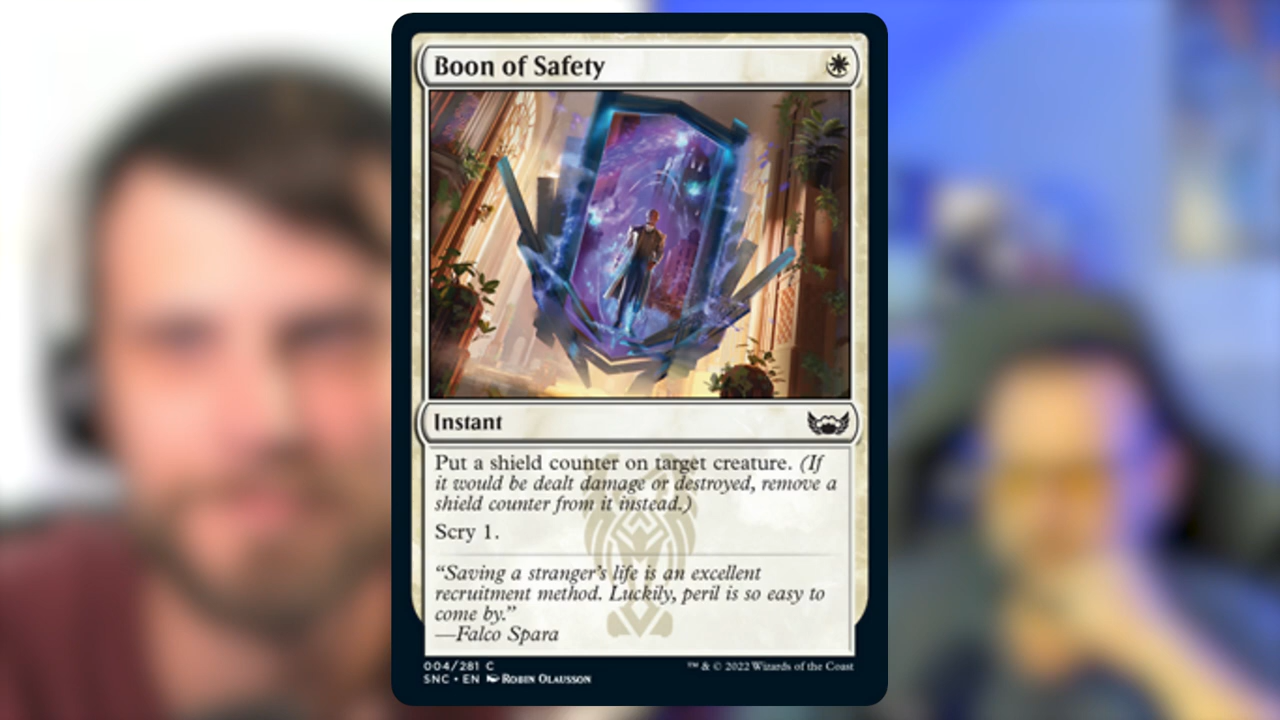 Boon of Safety
Instant
Put a shield counter on target creature. (If
it would be dealt damage or destroyed, remove a
shield counter from it instead.)
Scry 1.
“Saving a stranger's life is an excellent
recruitment method. Luckily, peril is so easy to
come by.”
—Falco Spara
004/281 C
™ & © 2022 Wizards of the Coast
SNC • EN Robin Olausson